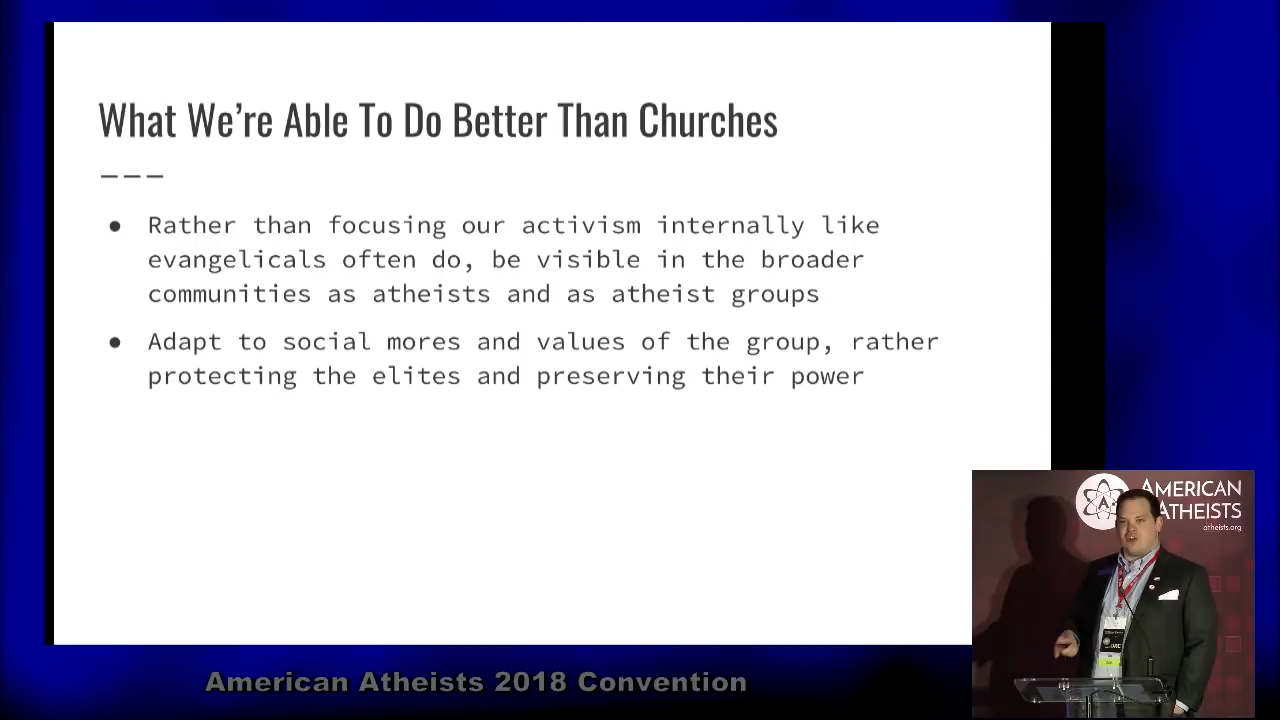 What We're Able To Do Better Than Churches
● Rather than focusing our activism internally like
evangelicals often do, be visible in the broader
communities as atheists and as atheist groups
● Adapt to social mores and values of the group, rather
protecting the elites and preserving their power
AMERICAN
ATHEISTS
atheists.org
American Atheists 2018 Convention